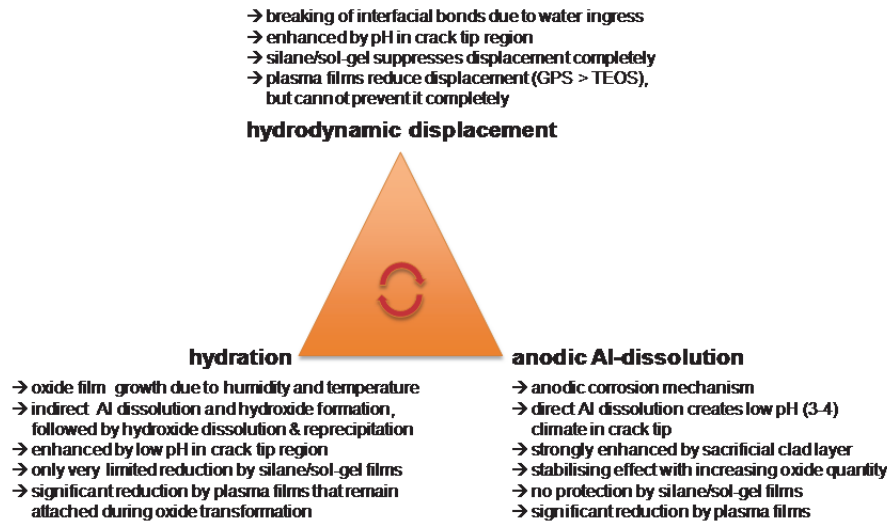 → breaking of interfacial bonds due to water ingress
→ enhanced by pH in crack tip region
→ silane/sol-gel suppresses displacement completely
→ plasma films reduce displacement (GPS > TEOS),
but cannot prevent it completely
hydrodynamic displacement
hydration
→ oxide film growth due to humidity and temperature
→ indirect Al dissolution and hydroxide formation,
followed by hydroxide dissolution & reprecipitation
→ enhanced by low pH in crack tip region
→ only very limited reduction by silane/sol-gel films
→ significant reduction by plasma films that remain
attached during oxide transformation
anodic Al-dissolution
→ anodic corrosion mechanism
→ direct Al dissolution creates low pH (3-4)
climate in crack tip
→ strongly enhanced by sacrificial clad layer
→ stabilising effect with increasing oxide quantity
→ no protection by silane/sol-gel films
→ significant reduction by plasma films